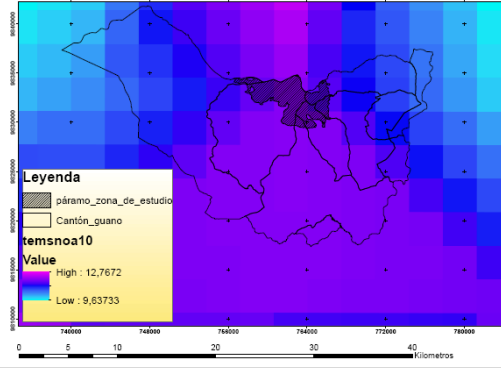 Leyenda
páramo_zona_de_estudio
Cantón_guano
temsnoa10
Value
High : 12,7672
Low : 9,63733
740000 748000 756000 764000 772000 780000
0 5 10 20 30 40
Kilometros